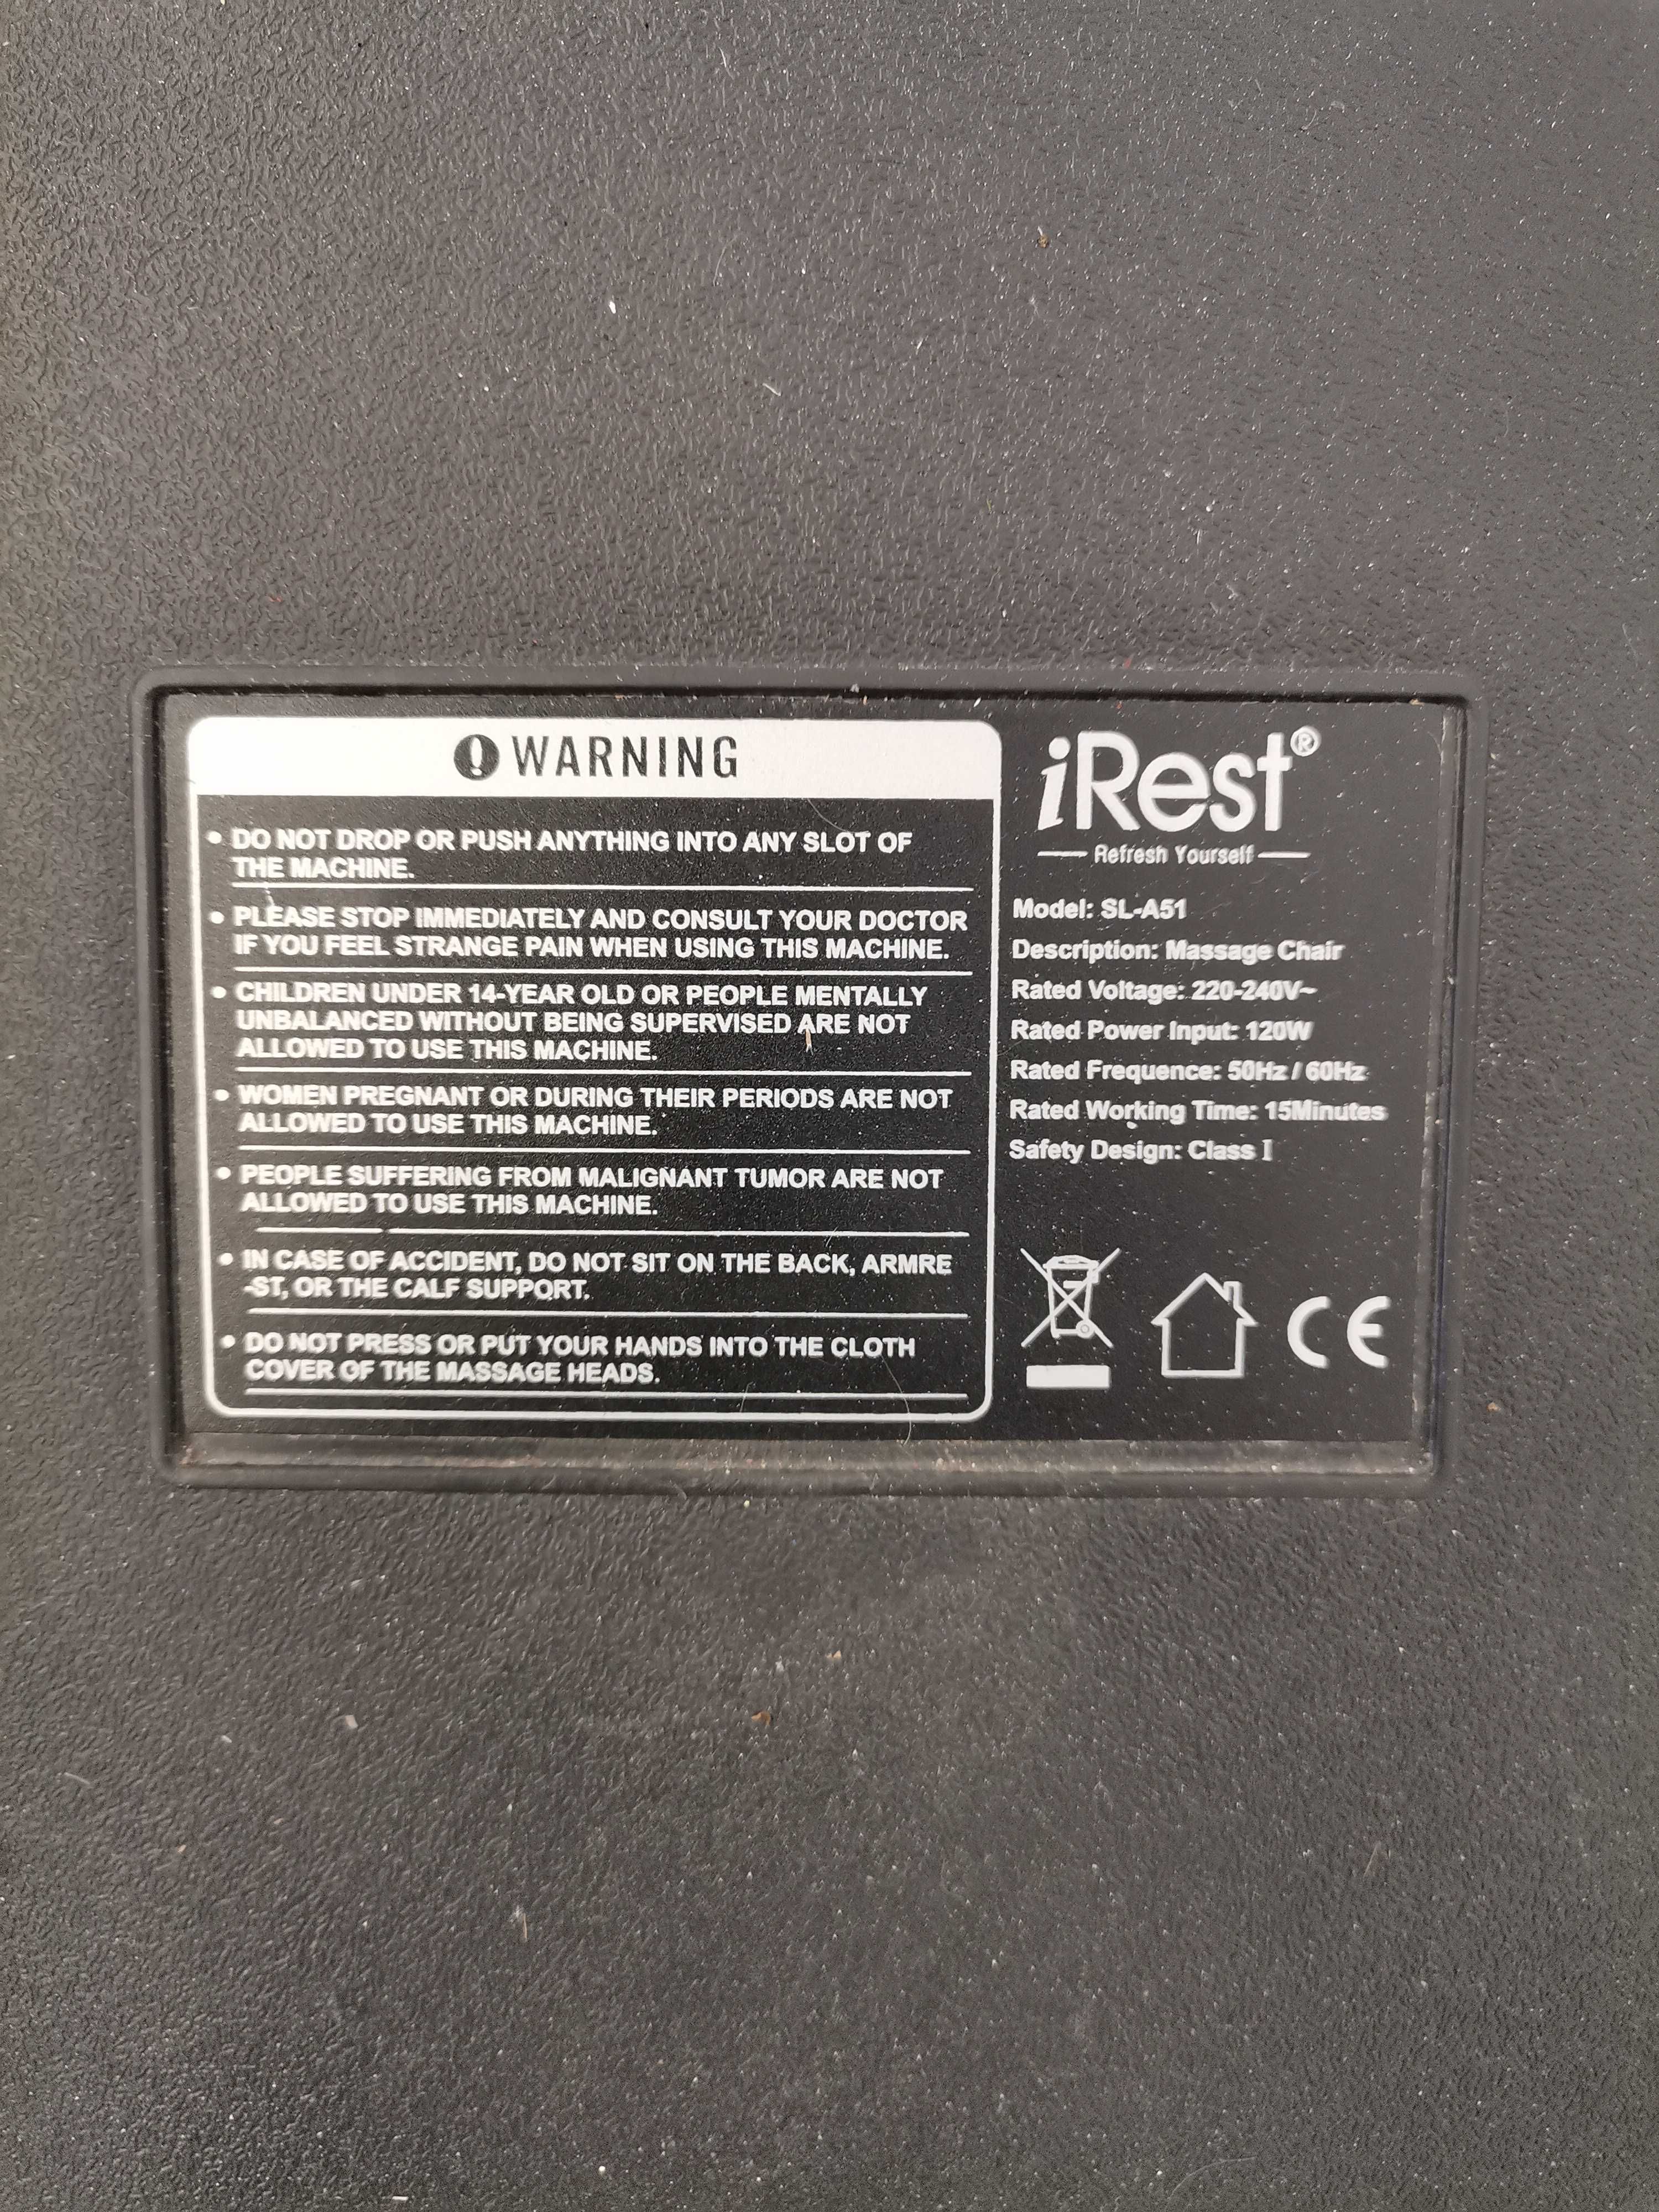 WARNING
• DO NOT DROP OR PUSH ANYTHING INTO ANY SLOT OF
THE MACHINE.
• PLEASE STOP IMMEDIATELY AND CONSULT YOUR DOCTOR
IF YOU FEEL STRANGE PAIN WHEN USING THIS MACHINE.
• CHILDREN UNDER 14-YEAR OLD OR PEOPLE MENTALLY
UNBALANCED WITHOUT BEING SUPERVISED ARE NOT
ALLOWED TO USE THIS MACHINE.
• WOMEN PREGNANT OR DURING THEIR PERIODS ARE NOT
ALLOWED TO USE THIS MACHINE.
• PEOPLE SUFFERING FROM MALIGNANT TUMOR ARE NOT
ALLOWED TO USE THIS MACHINE.
• IN CASE OF ACCIDENT, DO NOT SIT ON THE BACK, ARMRE
-ST, OR THE CALF SUPPORT.
• DO NOT PRESS OR PUT YOUR HANDS INTO THE CLOTH
COVER OF THE MASSAGE HEADS.
iRest®
Refresh Yourself
Model: SL-A51
Description: Massage Chair
Rated Voltage: 220-240V~
Rated Power Input: 120W
Rated Frequence: 50Hz / 60Hz
Rated Working Time: 15Minutes
Safety Design: Class I
CE